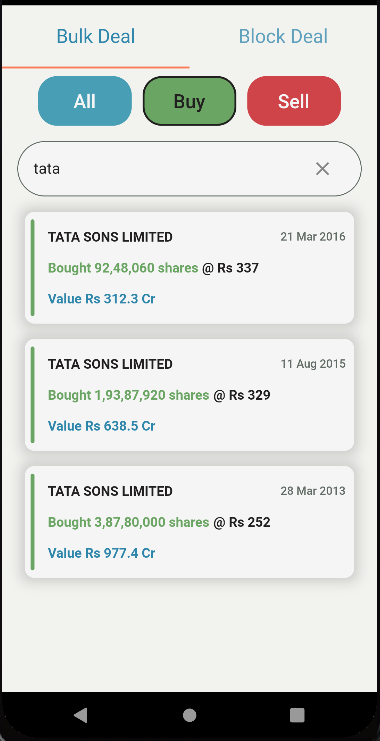 Bulk Deal Block Deal
All Buy Sell
tata
TATA SONS LIMITED 21 Mar 2016
Bought 92,48,060 shares @ Rs 337
Value Rs 312.3 Cr
TATA SONS LIMITED 11 Aug 2015
Bought 1,93,87,920 shares @ Rs 329
Value Rs 638.5 Cr
TATA SONS LIMITED 28 Mar 2013
Bought 3,87,80,000 shares @ Rs 252
Value Rs 977.4 Cr